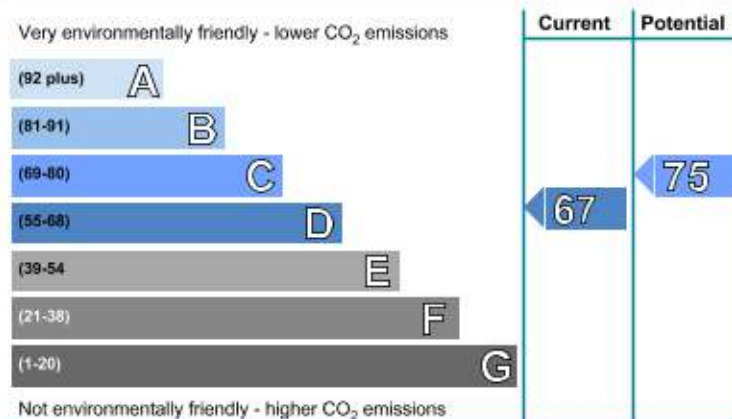 Very environmentally friendly - lower CO₂ emissions
Current
Potential
(92 plus) A
(81-91) B
(69-80) C
75
(55-68) D
67
(39-54 E
(21-38) F
(1-20) G
Not environmentally friendly - higher CO₂ emissions